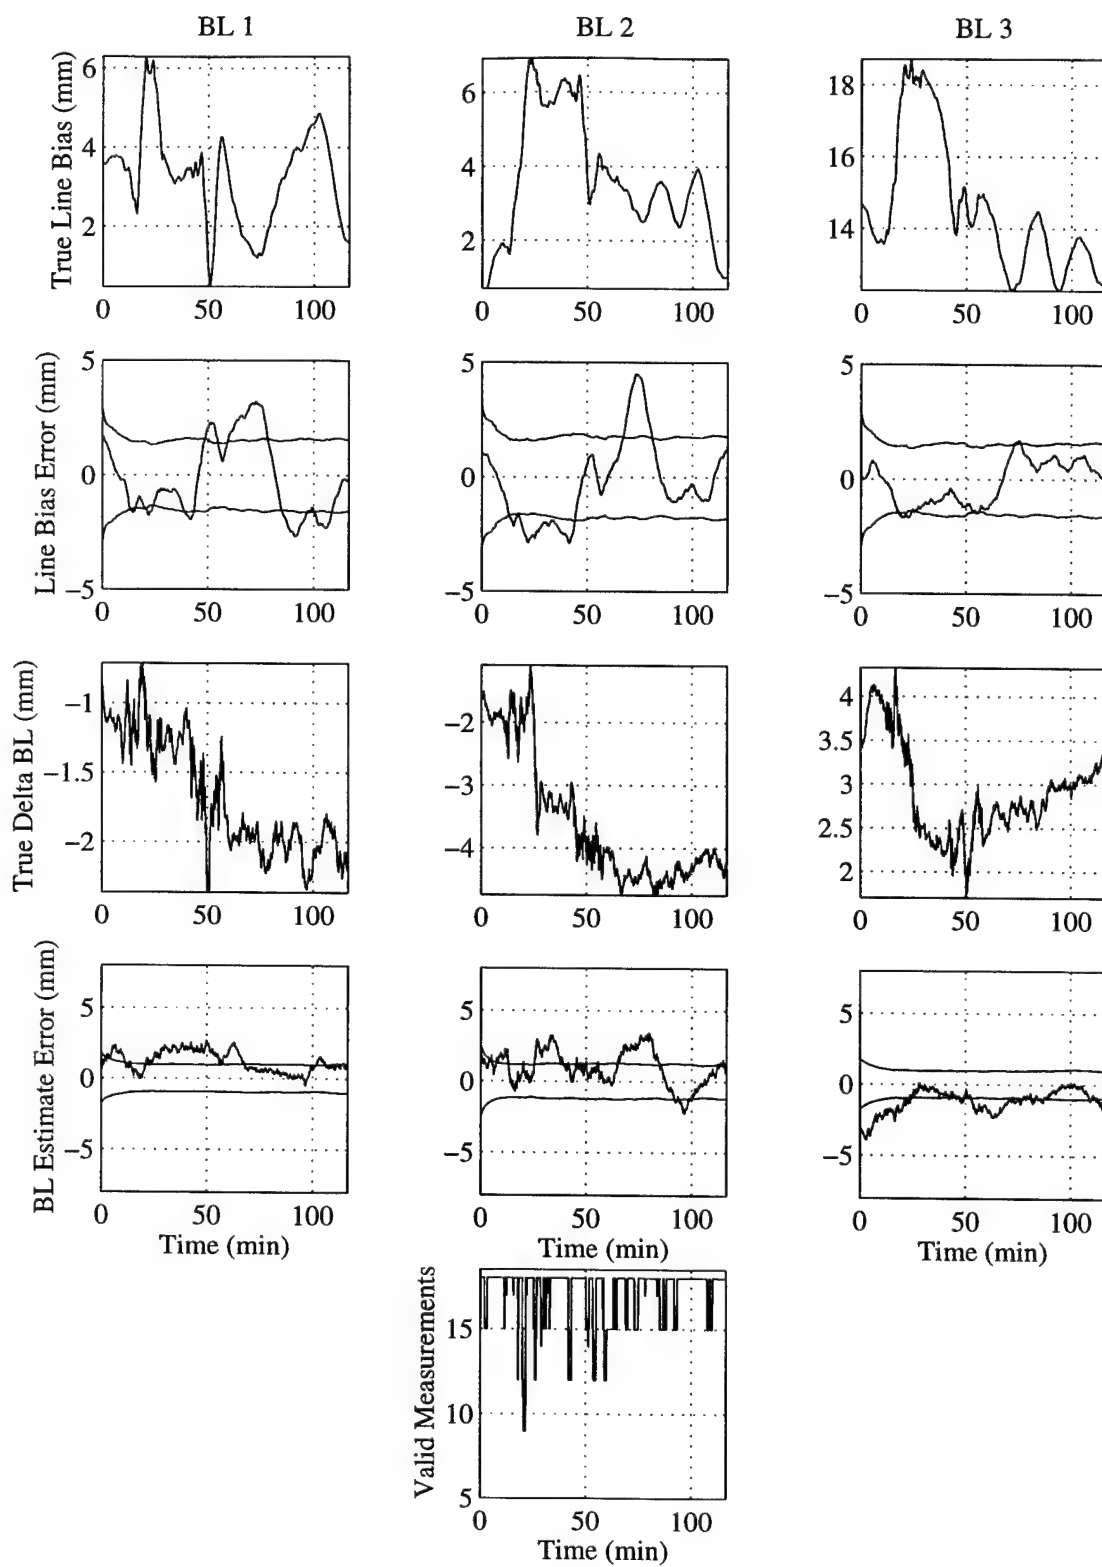 BL 1
BL 2
BL 3
True Line Bias (mm)
6
4
2
0 50 100
6
4
2
0 50 100
18
16
14
0 50 100
Line Bias Error (mm)
5
0
−5
0 50 100
5
0
−5
0 50 100
5
0
−5
0 50 100
True Delta BL (mm)
−1
−1.5
−2
0 50 100
−2
−3
−4
0 50 100
4
3.5
3
2.5
2
0 50 100
BL Estimate Error (mm)
5
0
−5
0 50 100
Time (min)
5
0
−5
0 50 100
Time (min)
5
0
−5
0 50 100
Time (min)
Valid Measurements
15
10
5
0 50 100
Time (min)